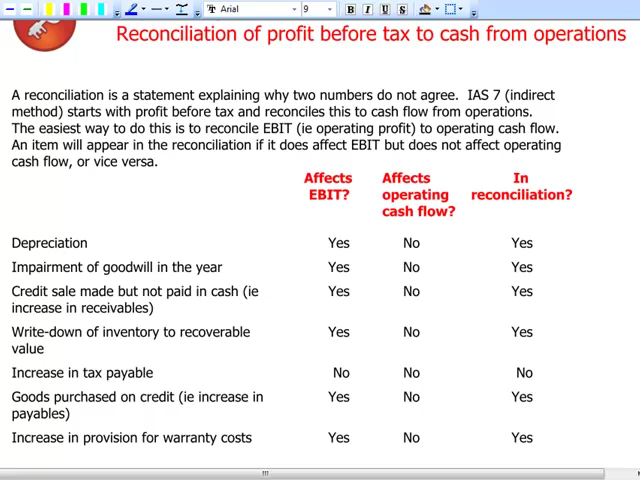 Arial 9 B I U S
Reconciliation of profit before tax to cash from operations
A reconciliation is a statement explaining why two numbers do not agree.  IAS 7 (indirect
method) starts with profit before tax and reconciles this to cash flow from operations.
The easiest way to do this is to reconcile EBIT (ie operating profit) to operating cash flow.
An item will appear in the reconciliation if it does affect EBIT but does not affect operating
cash flow, or vice versa.
Affects Affects In
EBIT? operating reconciliation?
cash flow?
Depreciation Yes No Yes
Impairment of goodwill in the year Yes No Yes
Credit sale made but not paid in cash (ie Yes No Yes
increase in receivables)
Write-down of inventory to recoverable Yes No Yes
value
Increase in tax payable No No No
Goods purchased on credit (ie increase in Yes No Yes
payables)
Increase in provision for warranty costs Yes No Yes